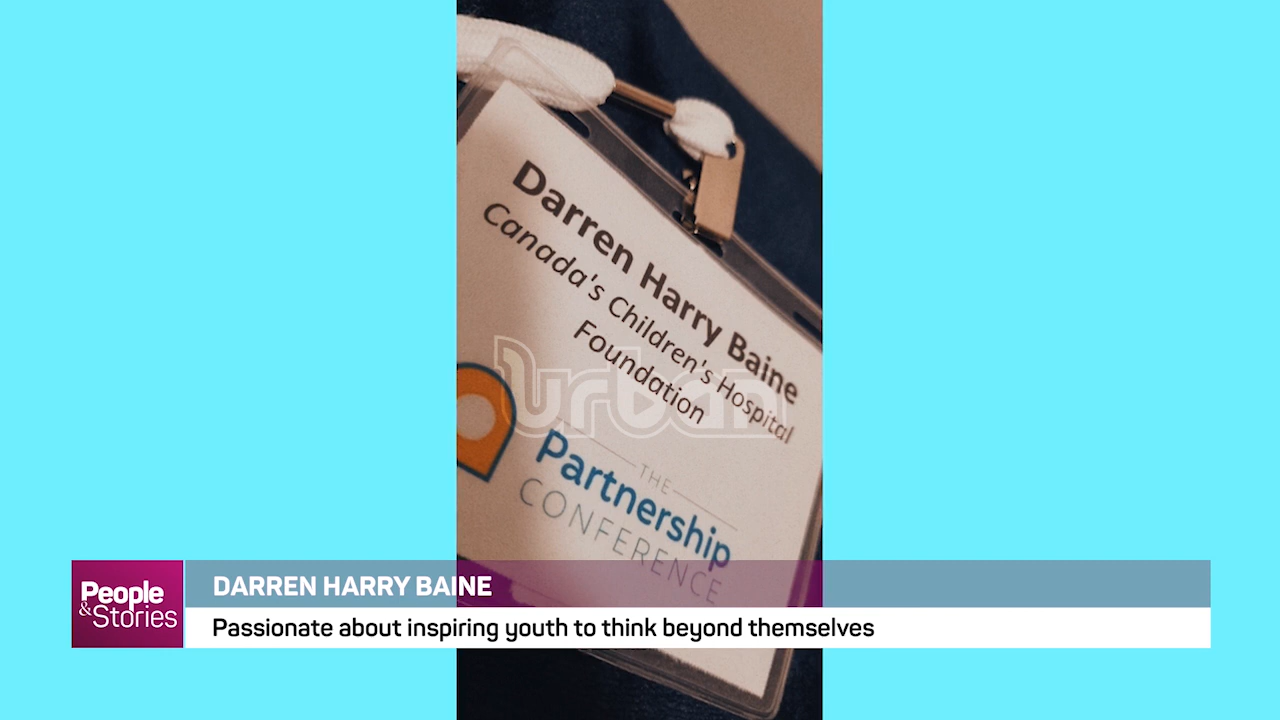 Darren Harry Baine
Canada's Children's Hospital
Foundation
urban
THE
Partnership
CONFERENCE
People
&Stories
DARREN HARRY BAINE
Passionate about inspiring youth to think beyond themselves